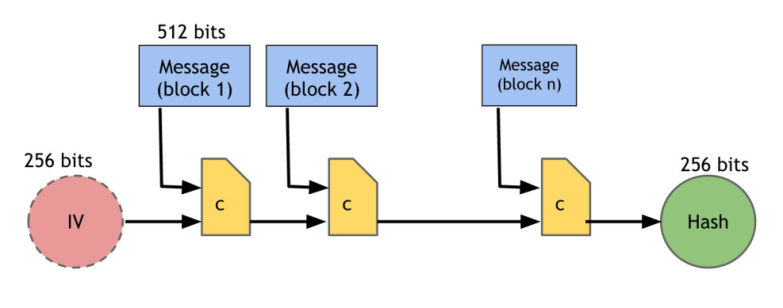 512 bits
Message
(block 1)
Message
(block 2)
Message
(block n)
256 bits
256 bits
IV
c
c
c
Hash